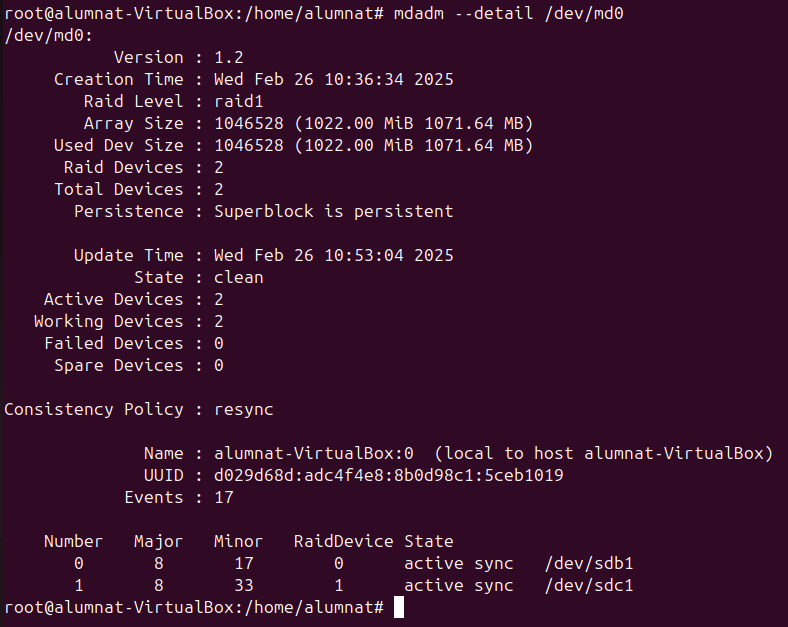 root@alumnat-VirtualBox:/home/alumnat# mdadm --detail /dev/md0
/dev/md0:
           Version : 1.2
     Creation Time : Wed Feb 26 10:36:34 2025
        Raid Level : raid1
        Array Size : 1046528 (1022.00 MiB 1071.64 MB)
     Used Dev Size : 1046528 (1022.00 MiB 1071.64 MB)
      Raid Devices : 2
     Total Devices : 2
       Persistence : Superblock is persistent

       Update Time : Wed Feb 26 10:53:04 2025
             State : clean
    Active Devices : 2
   Working Devices : 2
    Failed Devices : 0
     Spare Devices : 0

Consistency Policy : resync

              Name : alumnat-VirtualBox:0  (local to host alumnat-VirtualBox)
              UUID : d029d68d:adc4f4e8:8b0d98c1:5ceb1019
            Events : 17

    Number   Major   Minor   RaidDevice State
       0       8       17        0      active sync   /dev/sdb1
       1       8       33        1      active sync   /dev/sdc1
root@alumnat-VirtualBox:/home/alumnat#